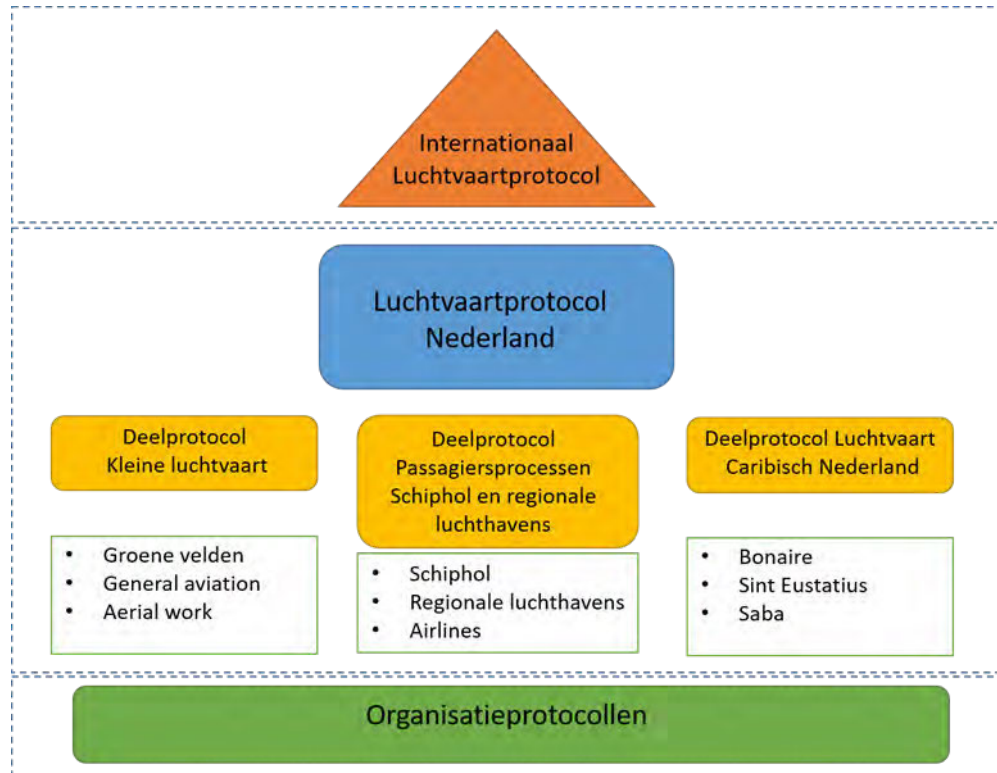 Internationaal
Luchtvaartprotocol
Luchtvaartprotocol
Nederland
Deelprotocol
Kleine luchtvaart
• Groene velden
• General aviation
• Aerial work
Deelprotocol
Passagiersprocessen
Schiphol en regionale
luchthavens
• Schiphol
• Regionale luchthavens
• Airlines
Deelprotocol Luchtvaart
Caribisch Nederland
• Bonaire
• Sint Eustatius
• Saba
Organisatieprotocollen